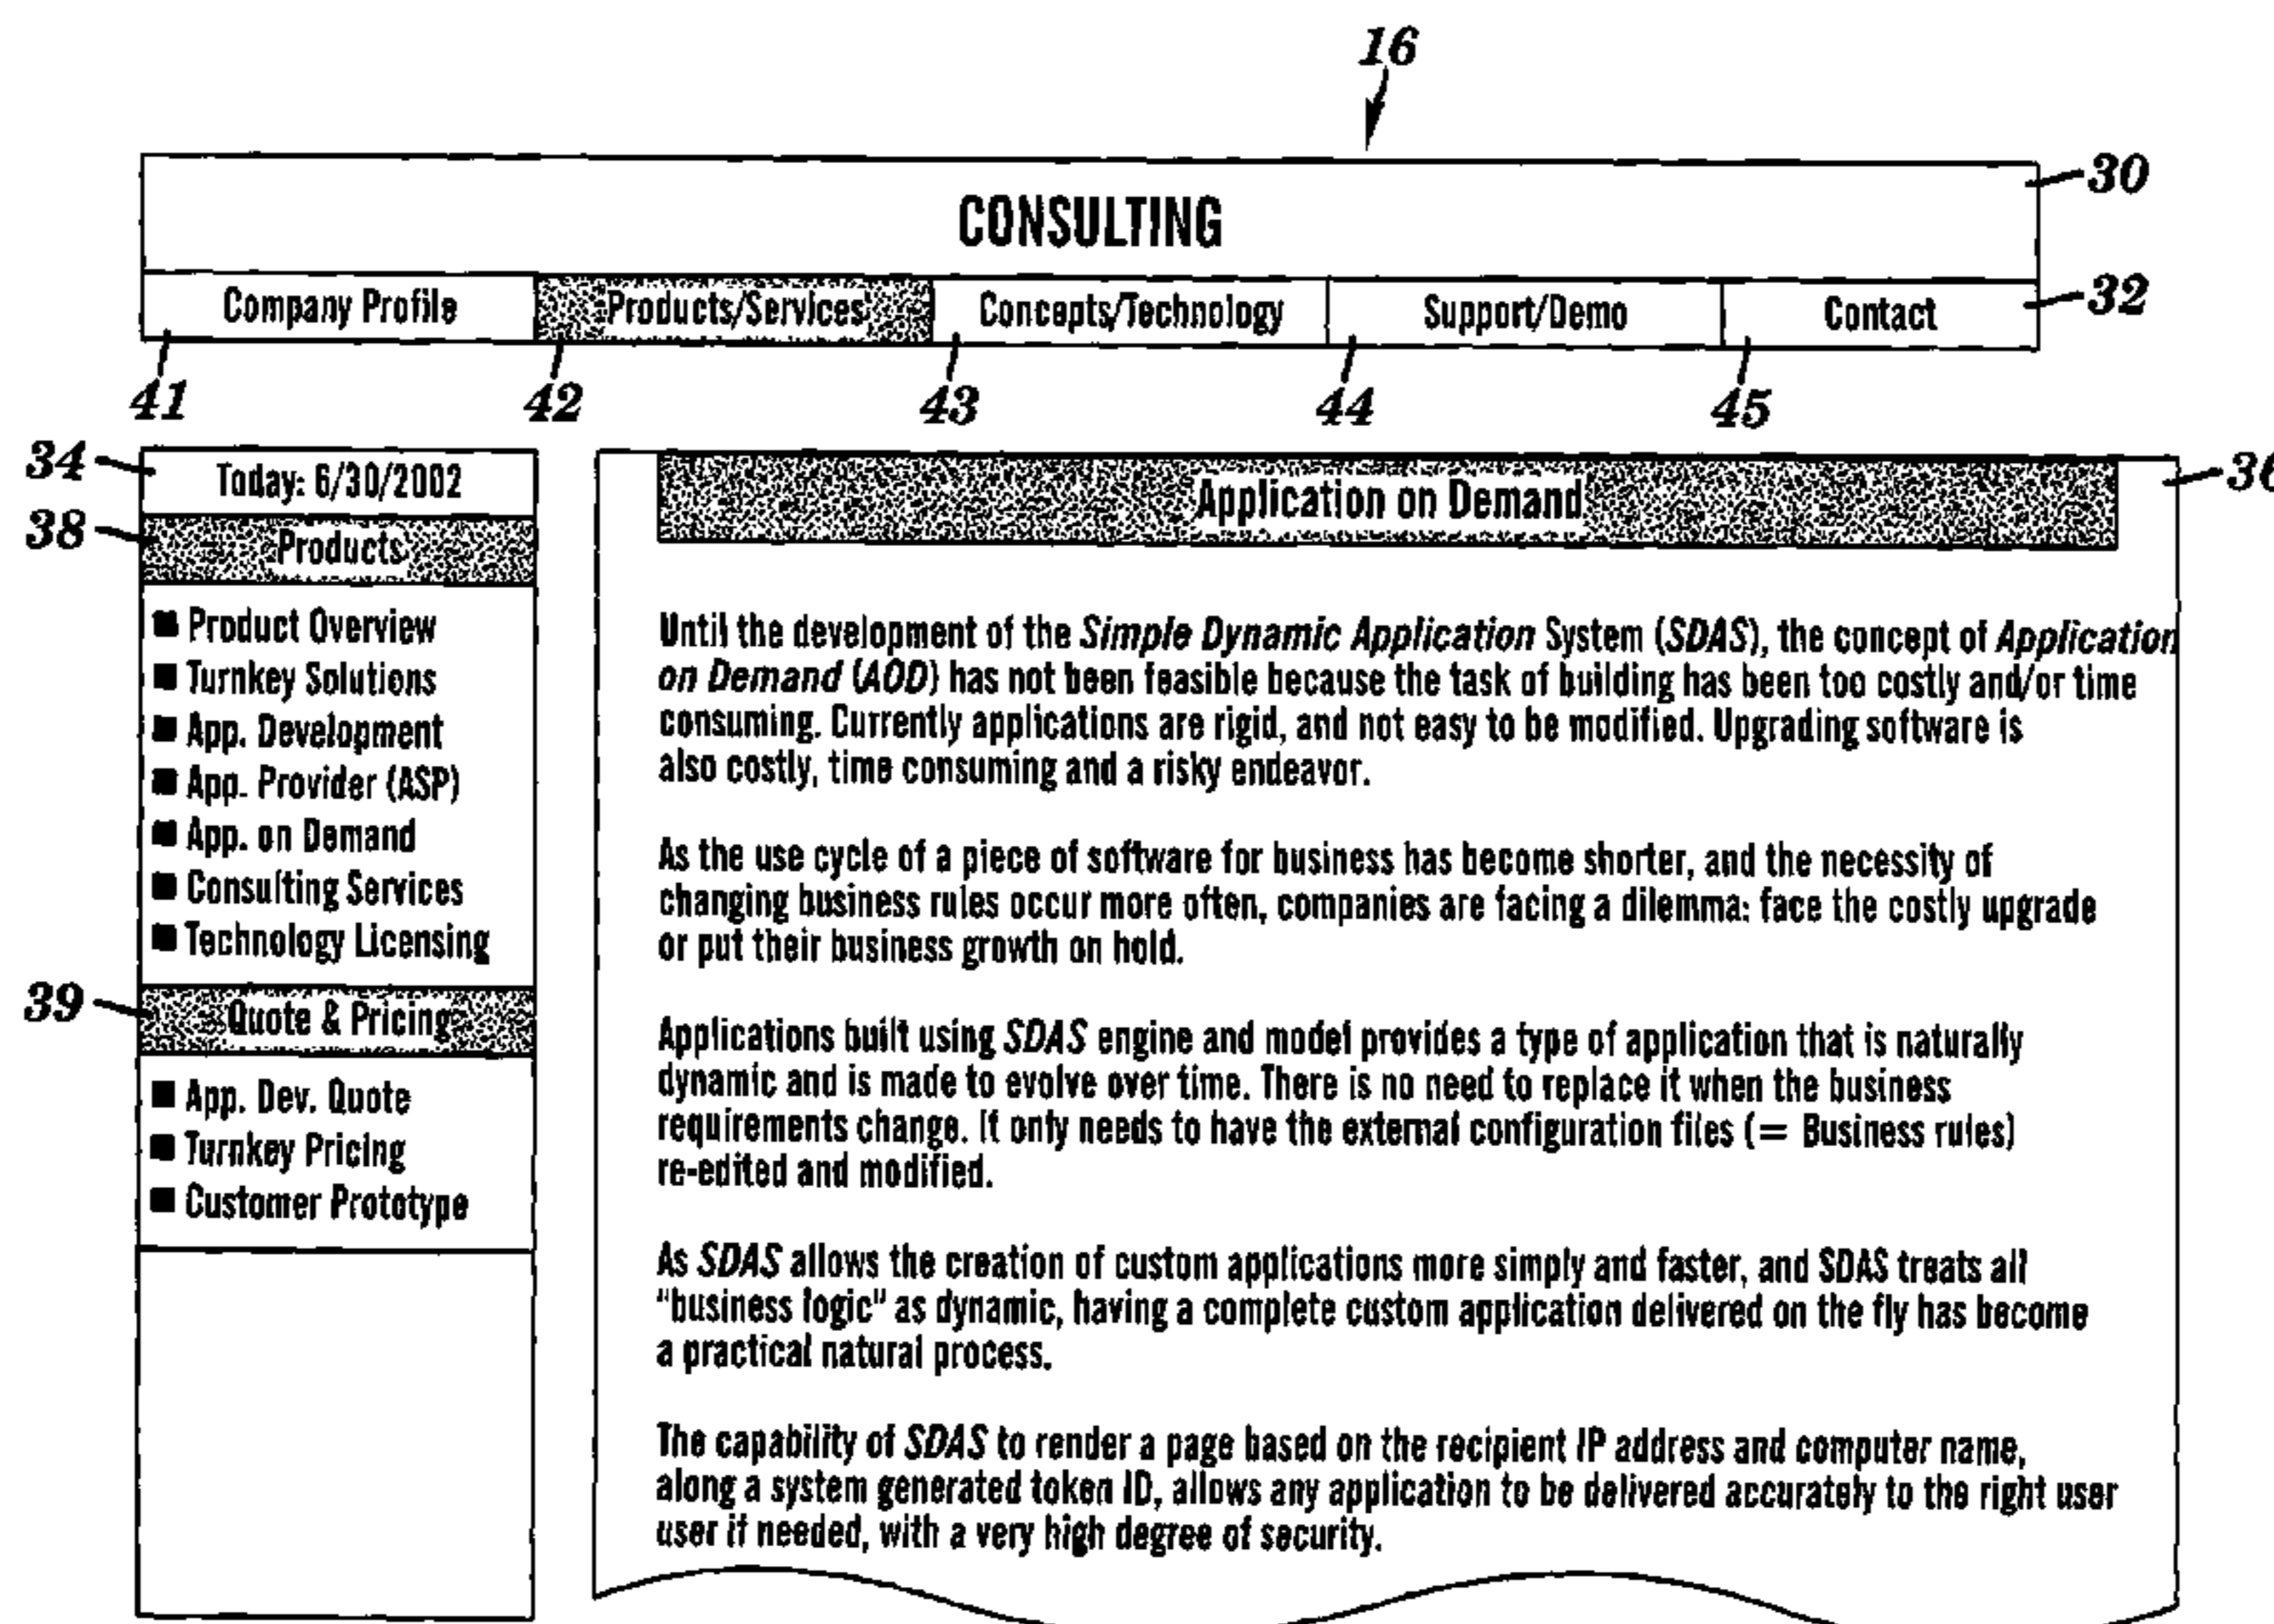 16
CONSULTING
30
Company Profile Products/Services Concepts/Technology Support/Demo Contact
32
41 42 43 44 45
34
Today: 6/30/2002
38
Products
■ Product Overview
■ Turnkey Solutions
■ App. Development
■ App. Provider (ASP)
■ App. on Demand
■ Consulting Services
■ Technology Licensing
39
Quote & Pricing
■ App. Dev. Quote
■ Turnkey Pricing
■ Customer Prototype
Application on Demand
36
Until the development of the Simple Dynamic Application System (SDAS), the concept of Application
on Demand (AOD) has not been feasible because the task of building has been too costly and/or time
consuming. Currently applications are rigid, and not easy to be modified. Upgrading software is
also costly, time consuming and a risky endeavor.
As the use cycle of a piece of software for business has become shorter, and the necessity of
changing business rules occur more often, companies are facing a dilemma: face the costly upgrade
or put their business growth on hold.
Applications built using SDAS engine and model provides a type of application that is naturally
dynamic and is made to evolve over time. There is no need to replace it when the business
requirements change. It only needs to have the external configuration files (= Business rules)
re-edited and modified.
As SDAS allows the creation of custom applications more simply and faster, and SDAS treats all
"business logic" as dynamic, having a complete custom application delivered on the fly has become
a practical natural process.
The capability of SDAS to render a page based on the recipient IP address and computer name,
along a system generated token ID, allows any application to be delivered accurately to the right user
user if needed, with a very high degree of security.